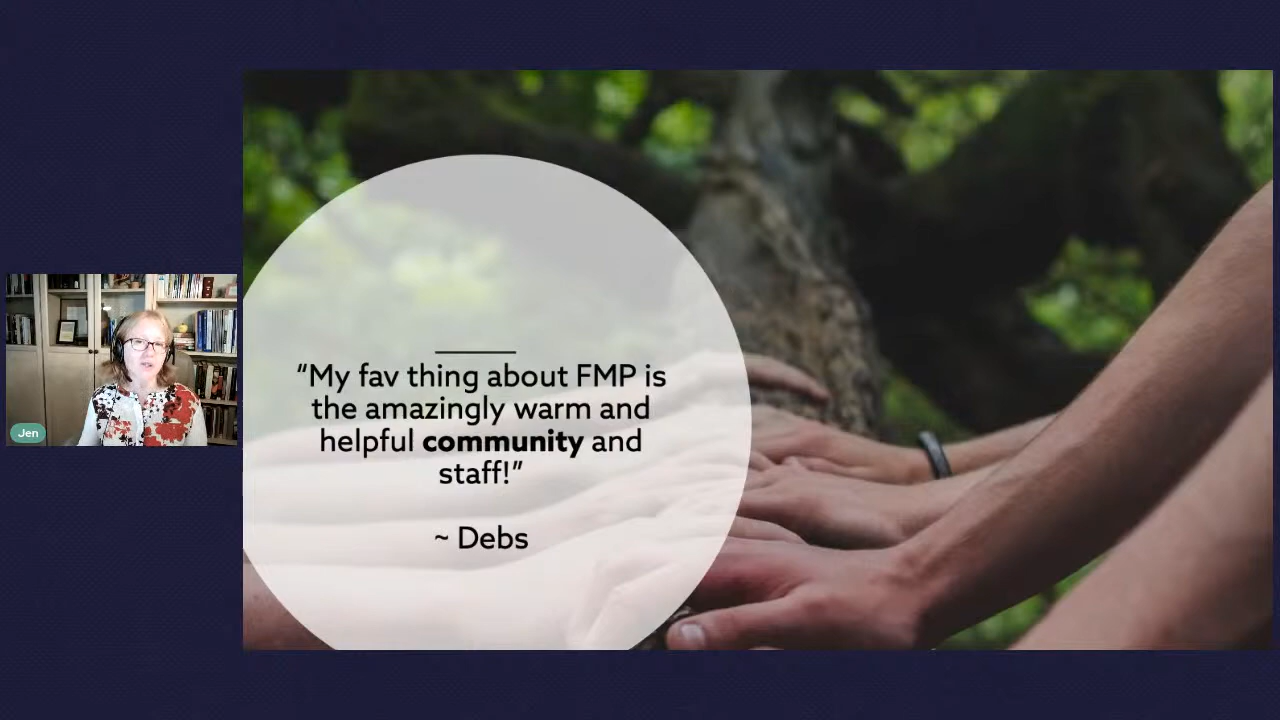 Jen
“My fav thing about FMP is
the amazingly warm and
helpful community and
staff!”
~ Debs